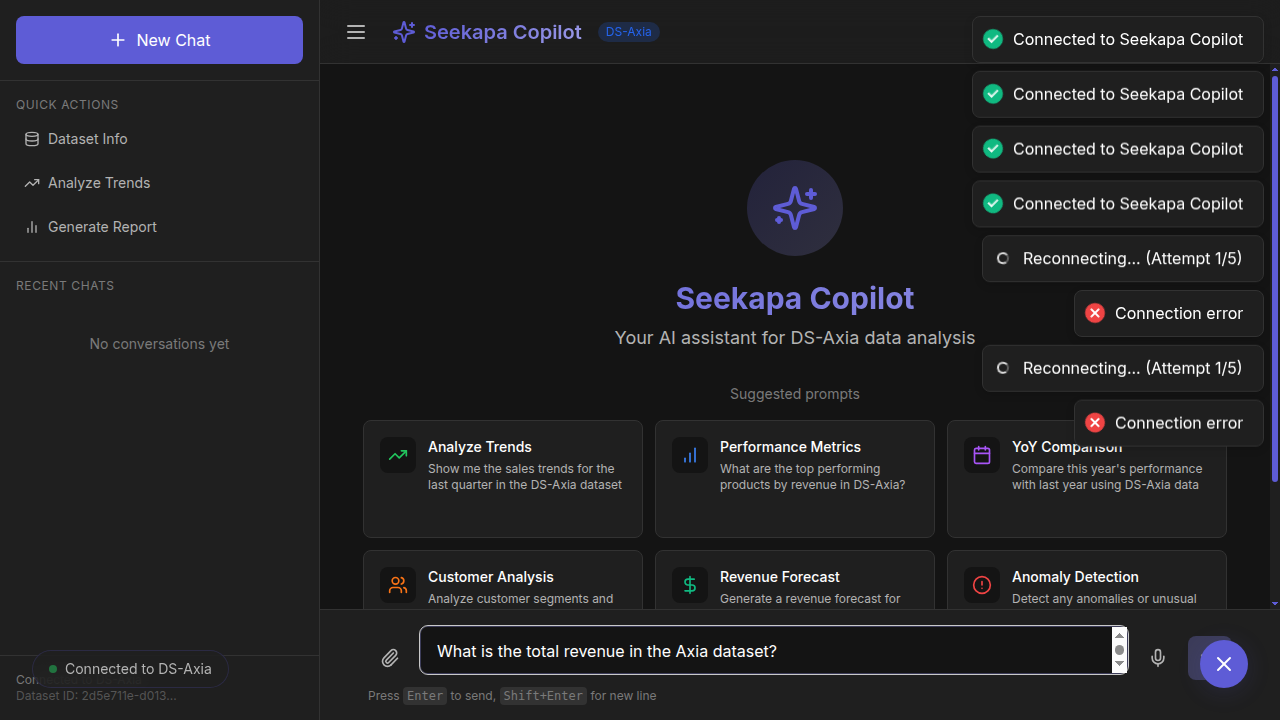 New Chat
QUICK ACTIONS
Dataset Info
Analyze Trends
Generate Report
RECENT CHATS
No conversations yet
Connected to DS-Axia
Dataset ID: 2d5e711e-d013...
Seekapa Copilot
DS-Axia
Connected to Seekapa Copilot
Connected to Seekapa Copilot
Connected to Seekapa Copilot
Connected to Seekapa Copilot
Reconnecting... (Attempt 1/5)
Connection error
Reconnecting... (Attempt 1/5)
Connection error
Seekapa Copilot
Your AI assistant for DS-Axia data analysis
Suggested prompts
Analyze Trends
Show me the sales trends for the
last quarter in the DS-Axia dataset
Performance Metrics
What are the top performing
products by revenue in DS-Axia?
YoY Comparison
Compare this year's performance
with last year using DS-Axia data
Customer Analysis
Analyze customer segments and
Revenue Forecast
Generate a revenue forecast for
Anomaly Detection
Detect any anomalies or unusual
What is the total revenue in the Axia dataset?
Press Enter to send, Shift+Enter for new line